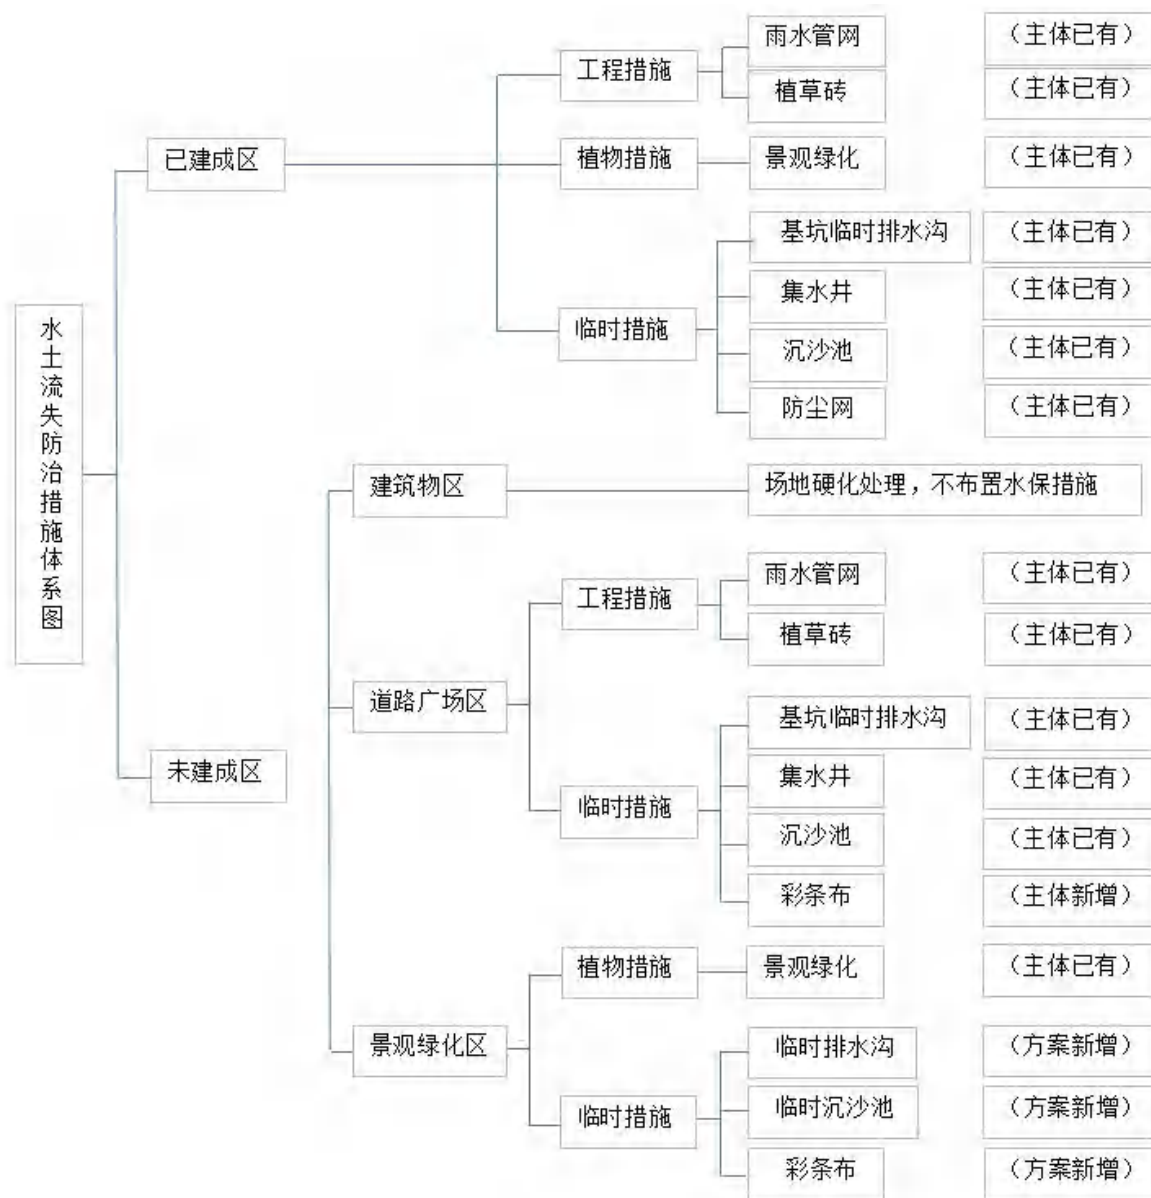 雨水管网 （主体已有）
工程措施
植草砖 （主体已有）
已建成区 植物措施 景观绿化 （主体已有）
基坑临时排水沟 （主体已有）
集水井 （主体已有）
临时措施
沉沙池 （主体已有）
防尘网 （主体已有）
水土流失防治措施体系图
建筑物区 场地硬化处理，不布置水保措施
雨水管网 （主体已有）
工程措施
植草砖 （主体已有）
道路广场区
基坑临时排水沟 （主体已有）
未建成区 集水井 （主体已有）
临时措施
沉沙池 （主体已有）
彩条布 （主体新增）
植物措施 景观绿化 （主体已有）
景观绿化区 临时排水沟 （方案新增）
临时措施 临时沉沙池 （方案新增）
彩条布 （方案新增）